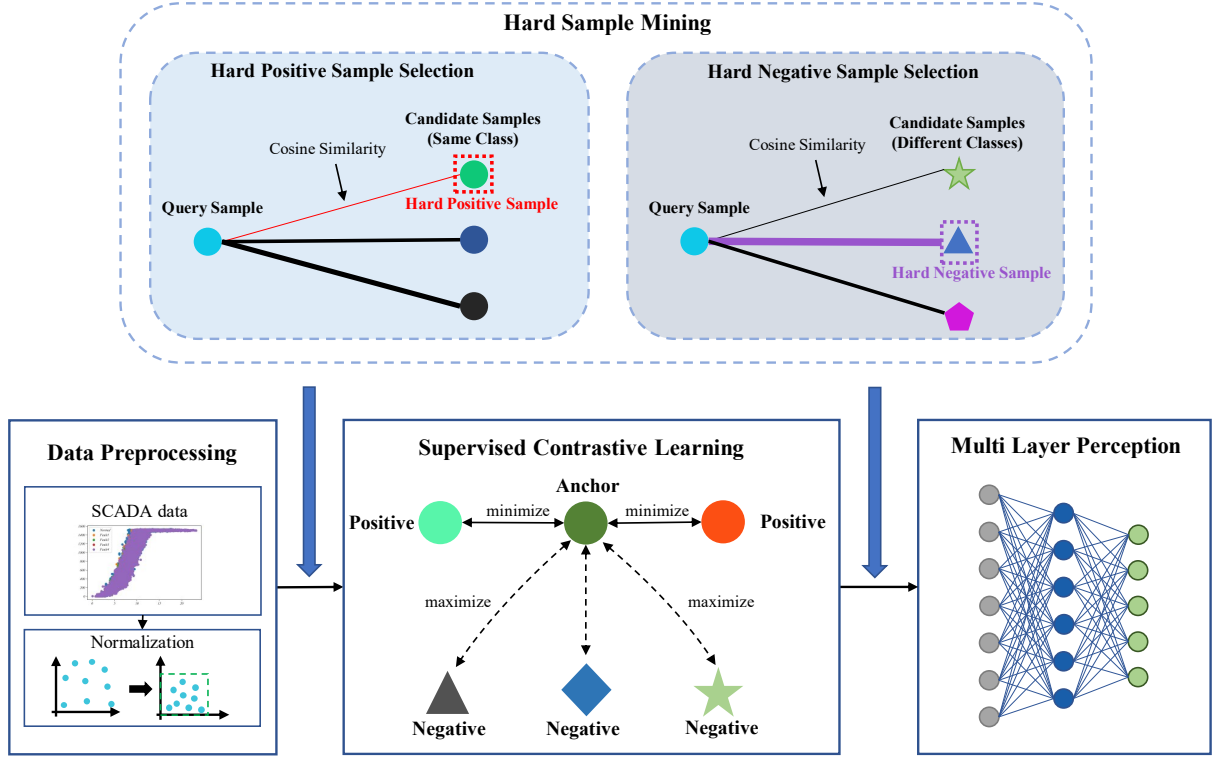 Hard Sample Mining
Hard Positive Sample Selection
Candidate Samples
(Same Class)
Cosine Similarity
Query Sample
Hard Positive Sample
Hard Negative Sample Selection
Candidate Samples
(Different Classes)
Cosine Similarity
Query Sample
Hard Negative Sample
Data Preprocessing
SCADA data
Normalization
Supervised Contrastive Learning
Anchor
minimize
minimize
Positive
Positive
maximize
maximize
Negative
Negative
Negative
Multi Layer Perception